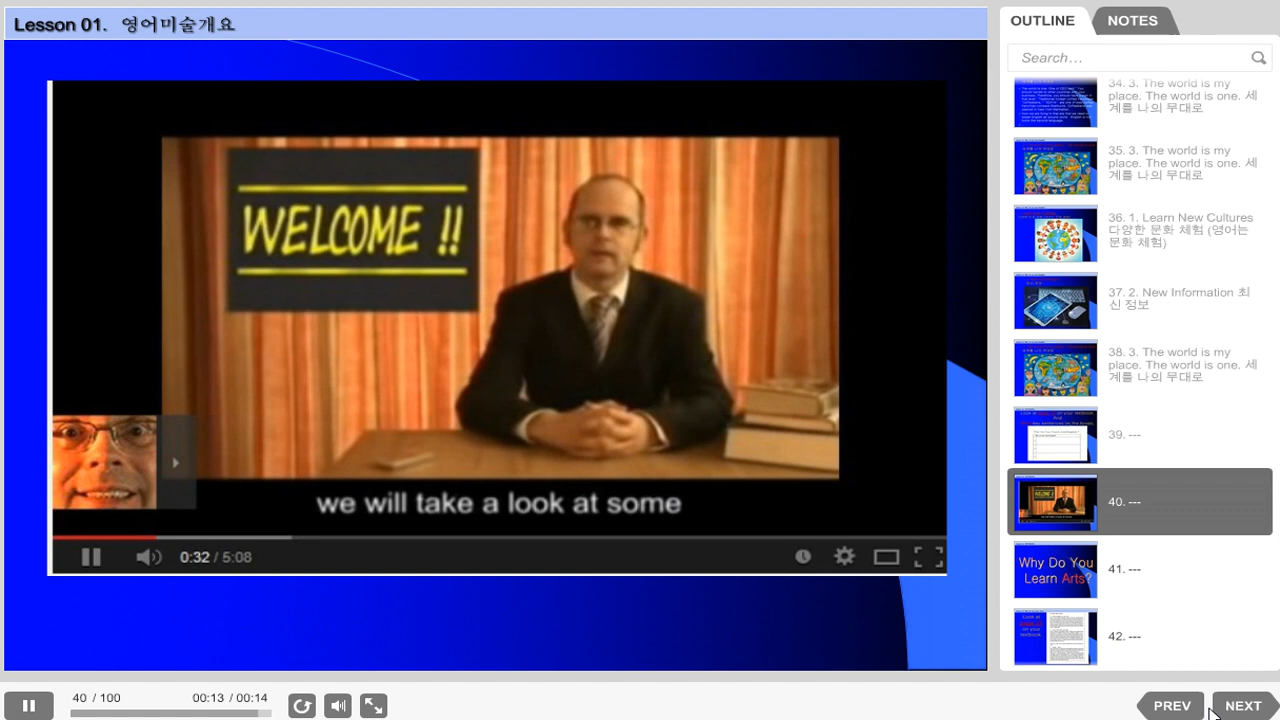 Lesson 01. 영어미술개요
OUTLINE
NOTES
Search...
34. 3. The world is my
place. The world is one. 세
계를 나의 무대로
35. 3. The world is my
place. The world is one. 세
계를 나의 무대로
36. 1. Learn New Cultures
다양한 문화 체험 (영어는
문화 체험)
37. 2. New Information 최
신 정보
38. 3. The world is my
place. The world is one. 세
계를 나의 무대로
39. ---
40. ---
Why Do You
Learn Arts?
41. ---
Look at
on your
textbook.
42. ---
WELCOME !!
we will take a look at some
0:32 / 5:08
40 / 100
00:13 / 00:14
PREV
NEXT